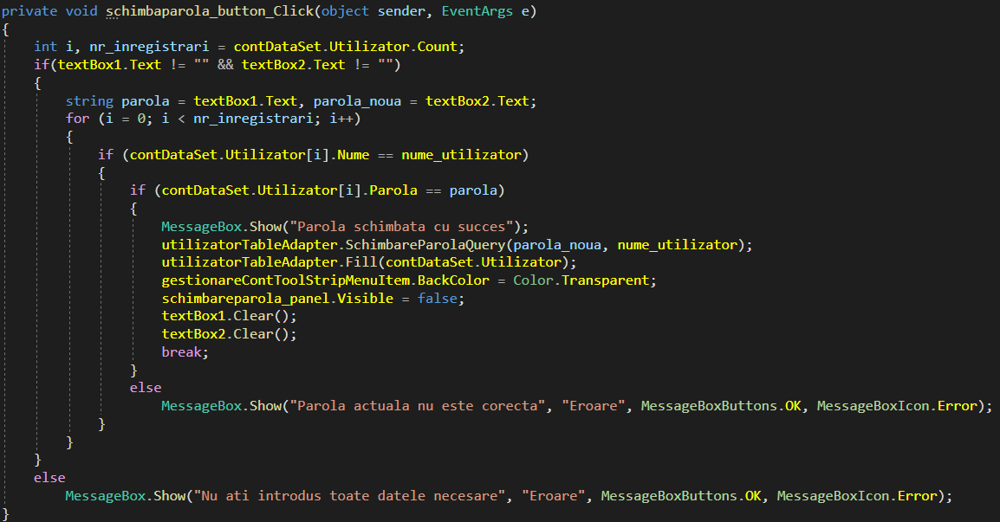 private void schimbaparola_button_Click(object sender, EventArgs e)
{
int i, nr_inregistrari = contDataSet.Utilizator.Count;
if(textBox1.Text != "" && textBox2.Text != "")
{
string parola = textBox1.Text, parola_noua = textBox2.Text;
for (i = 0; i < nr_inregistrari; i++)
{
if (contDataSet.Utilizator[i].Nume == nume_utilizator)
{
if (contDataSet.Utilizator[i].Parola == parola)
{
MessageBox.Show("Parola schimbata cu succes");
utilizatorTableAdapter.SchimbareParolaQuery(parola_noua, nume_utilizator);
utilizatorTableAdapter.Fill(contDataSet.Utilizator);
gestionareContToolStripMenuItem.BackColor = Color.Transparent;
schimbareparola_panel.Visible = false;
textBox1.Clear();
textBox2.Clear();
break;
}
else
MessageBox.Show("Parola actuala nu este corecta", "Eroare", MessageBoxButtons.OK, MessageBoxIcon.Error);
}
}
}
else
MessageBox.Show("Nu ati introdus toate datele necesare", "Eroare", MessageBoxButtons.OK, MessageBoxIcon.Error);
}